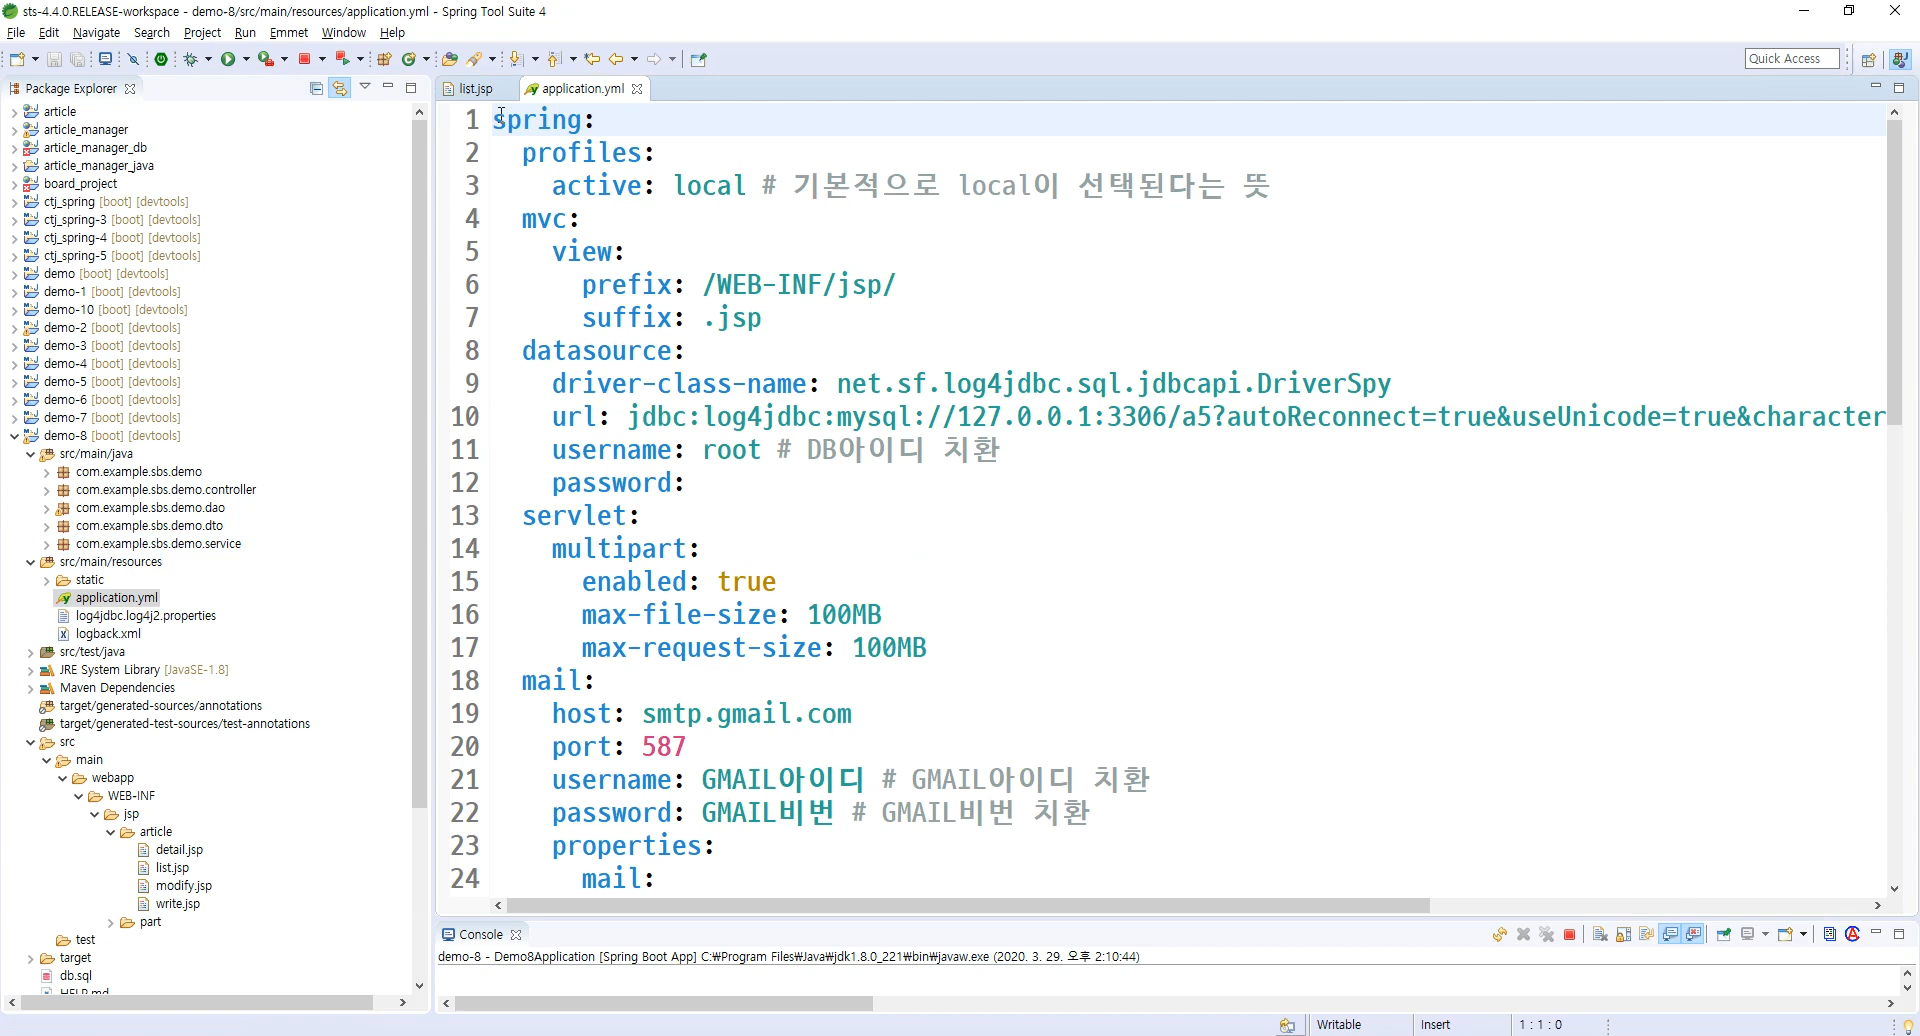 sts-4.4.0.RELEASE-workspace - demo-8/src/main/resources/application.yml - Spring Tool Suite 4
File Edit Navigate Search Project Run Emmet Window Help
Quick Access
Package Explorer
list.jsp
application.yml
article
article_manager
article_manager_db
article_manager_java
board_project
ctj_spring [boot] [devtools]
ctj_spring-3 [boot] [devtools]
ctj_spring-4 [boot] [devtools]
ctj_spring-5 [boot] [devtools]
demo [boot] [devtools]
demo-1 [boot] [devtools]
demo-10 [boot] [devtools]
demo-2 [boot] [devtools]
demo-3 [boot] [devtools]
demo-4 [boot] [devtools]
demo-5 [boot] [devtools]
demo-6 [boot] [devtools]
demo-7 [boot] [devtools]
demo-8 [boot] [devtools]
src/main/java
com.example.sbs.demo
com.example.sbs.demo.controller
com.example.sbs.demo.dao
com.example.sbs.demo.dto
com.example.sbs.demo.service
src/main/resources
static
application.yml
log4jdbc.log4j2.properties
logback.xml
src/test/java
JRE System Library [JavaSE-1.8]
Maven Dependencies
target/generated-sources/annotations
target/generated-test-sources/test-annotations
src
main
webapp
WEB-INF
jsp
article
detail.jsp
list.jsp
modify.jsp
write.jsp
part
test
target
db.sql
HELP.md
1 spring:
2 profiles:
3 active: local # 기본적으로 local이 선택된다는 뜻
4 mvc:
5 view:
6 prefix: /WEB-INF/jsp/
7 suffix: .jsp
8 datasource:
9 driver-class-name: net.sf.log4jdbc.sql.jdbcapi.DriverSpy
10 url: jdbc:log4jdbc:mysql://127.0.0.1:3306/a5?autoReconnect=true&useUnicode=true&character
11 username: root # DB아이디 치환
12 password:
13 servlet:
14 multipart:
15 enabled: true
16 max-file-size: 100MB
17 max-request-size: 100MB
18 mail:
19 host: smtp.gmail.com
20 port: 587
21 username: GMAIL아이디 # GMAIL아이디 치환
22 password: GMAIL비번 # GMAIL비번 치환
23 properties:
24 mail:
Console
demo-8 - Demo8Application [Spring Boot App] C:₩Program Files₩Java₩jdk1.8.0_221₩bin₩javaw.exe (2020. 3. 29. 오후 2:10:44)
Writable Insert 1 : 1 : 0